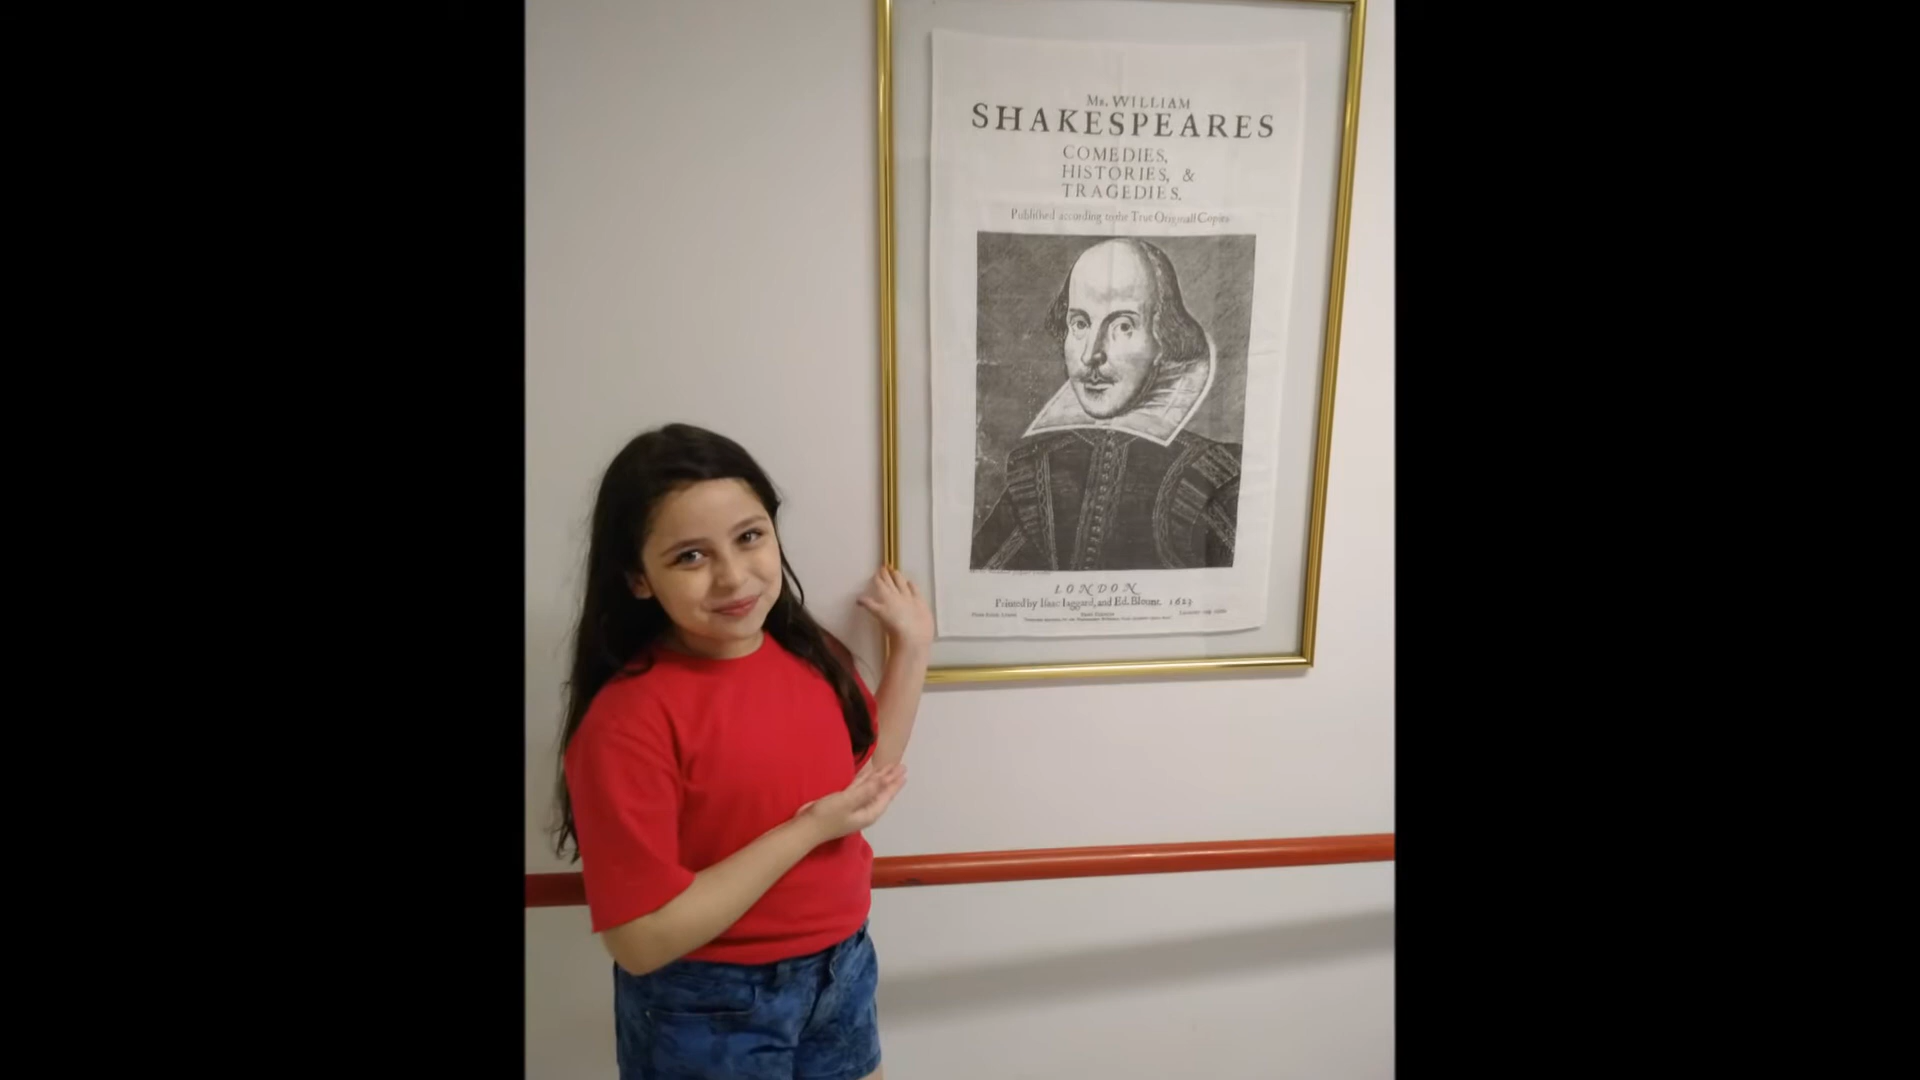 Mr. WILLIAM
SHAKESPEARES
COMEDIES,
HISTORIES, &
TRAGEDIES.
Published according to the True Originall Copies
LONDON
Printed by Isaac Iaggard, and Ed. Blount. 1623